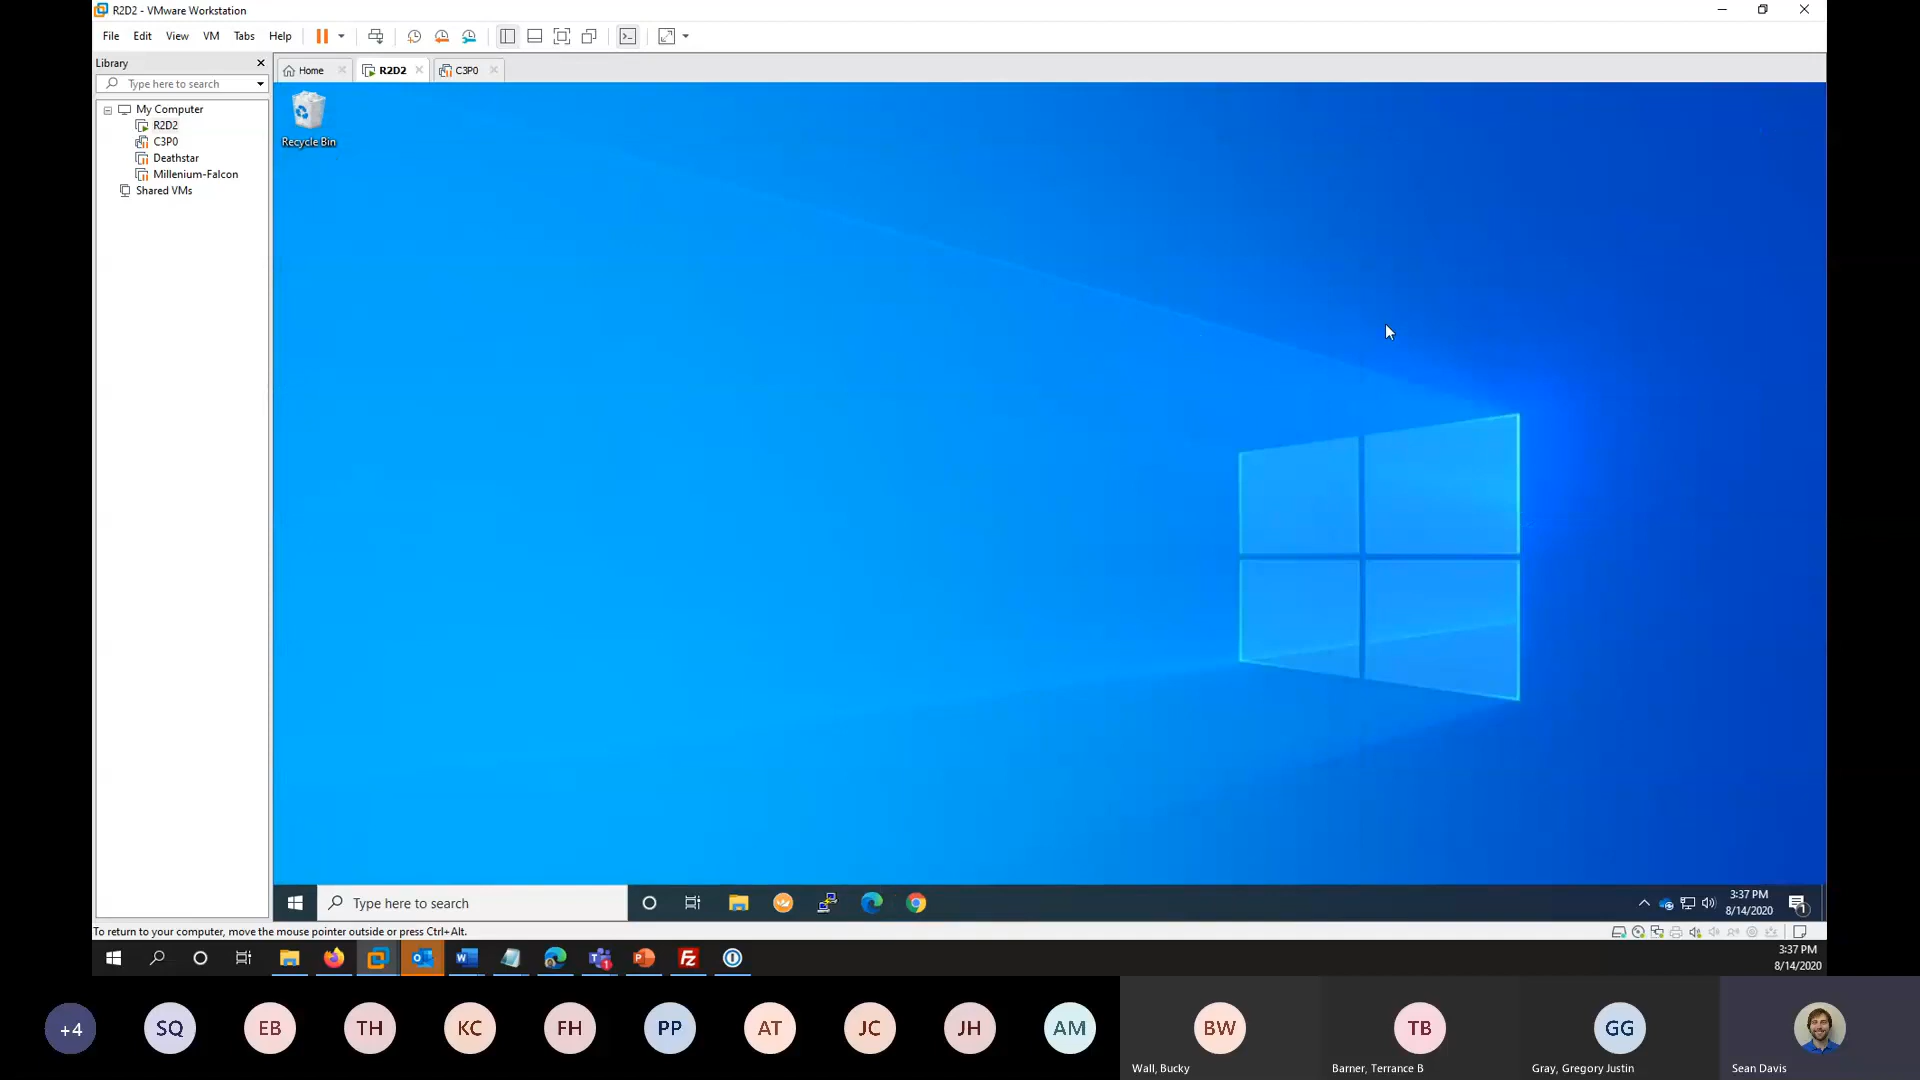 R2D2 - VMware Workstation
File Edit View VM Tabs Help
Library
Type here to search
Home R2D2 C3P0
My Computer
R2D2
C3P0
Deathstar
Millenium-Falcon
Shared VMs
Recycle Bin
Type here to search
3:37 PM
8/14/2020
1
To return to your computer, move the mouse pointer outside or press Ctrl+Alt.
3:37 PM
8/14/2020
+4 SQ EB TH KC FH PP AT JC JH AM BW TB GG
Wall, Bucky Barner, Terrance B Gray, Gregory Justin Sean Davis